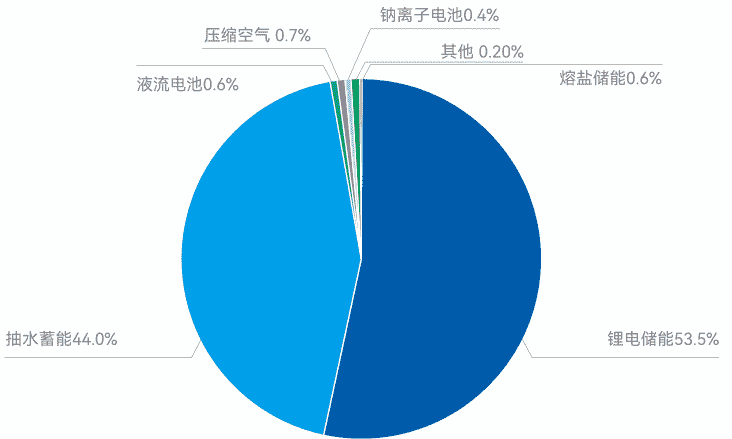 钠离子电池0.4%
压缩空气 0.7%
其他 0.20%
液流电池0.6%
熔盐储能0.6%
抽水蓄能44.0%
锂电储能53.5%